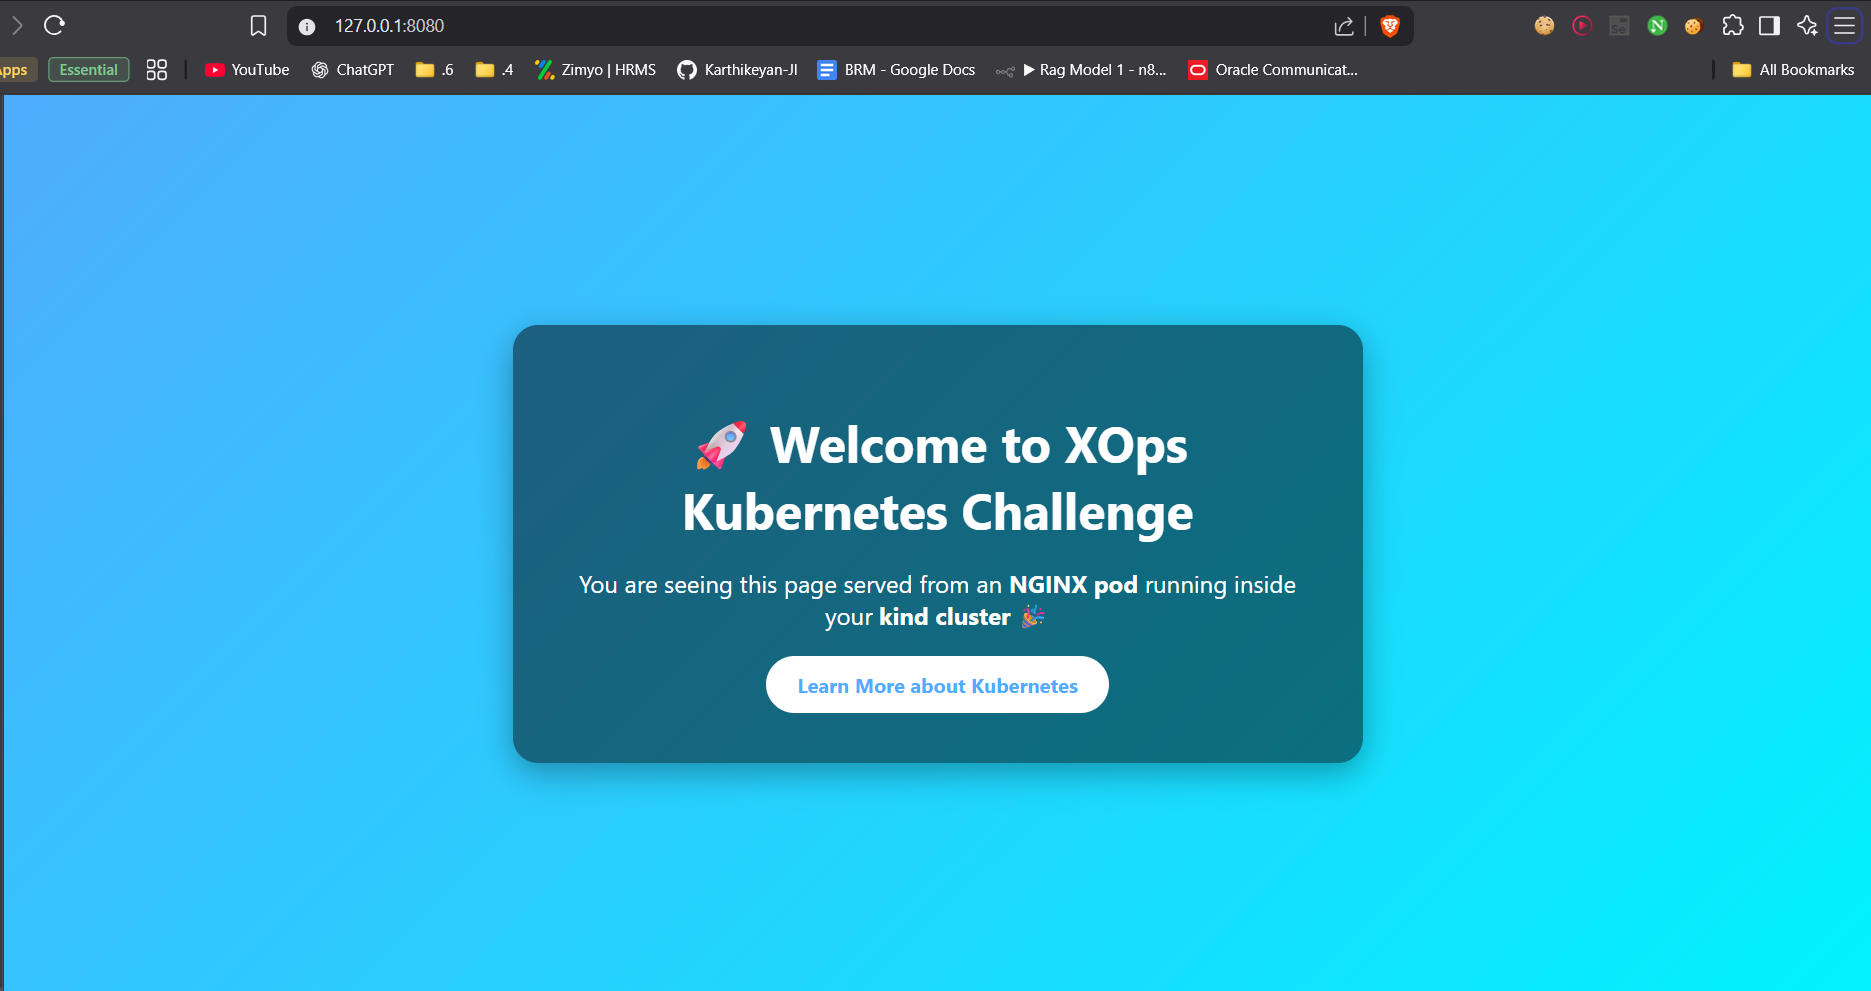 127.0.0.1:8080
Apps
Essential
YouTube
ChatGPT
.6
.4
Zimyo | HRMS
Karthikeyan-JI
BRM - Google Docs
▶ Rag Model 1 - n8...
Oracle Communicat...
All Bookmarks
🚀 Welcome to XOps
Kubernetes Challenge
You are seeing this page served from an NGINX pod running inside
your kind cluster 🎉
Learn More about Kubernetes